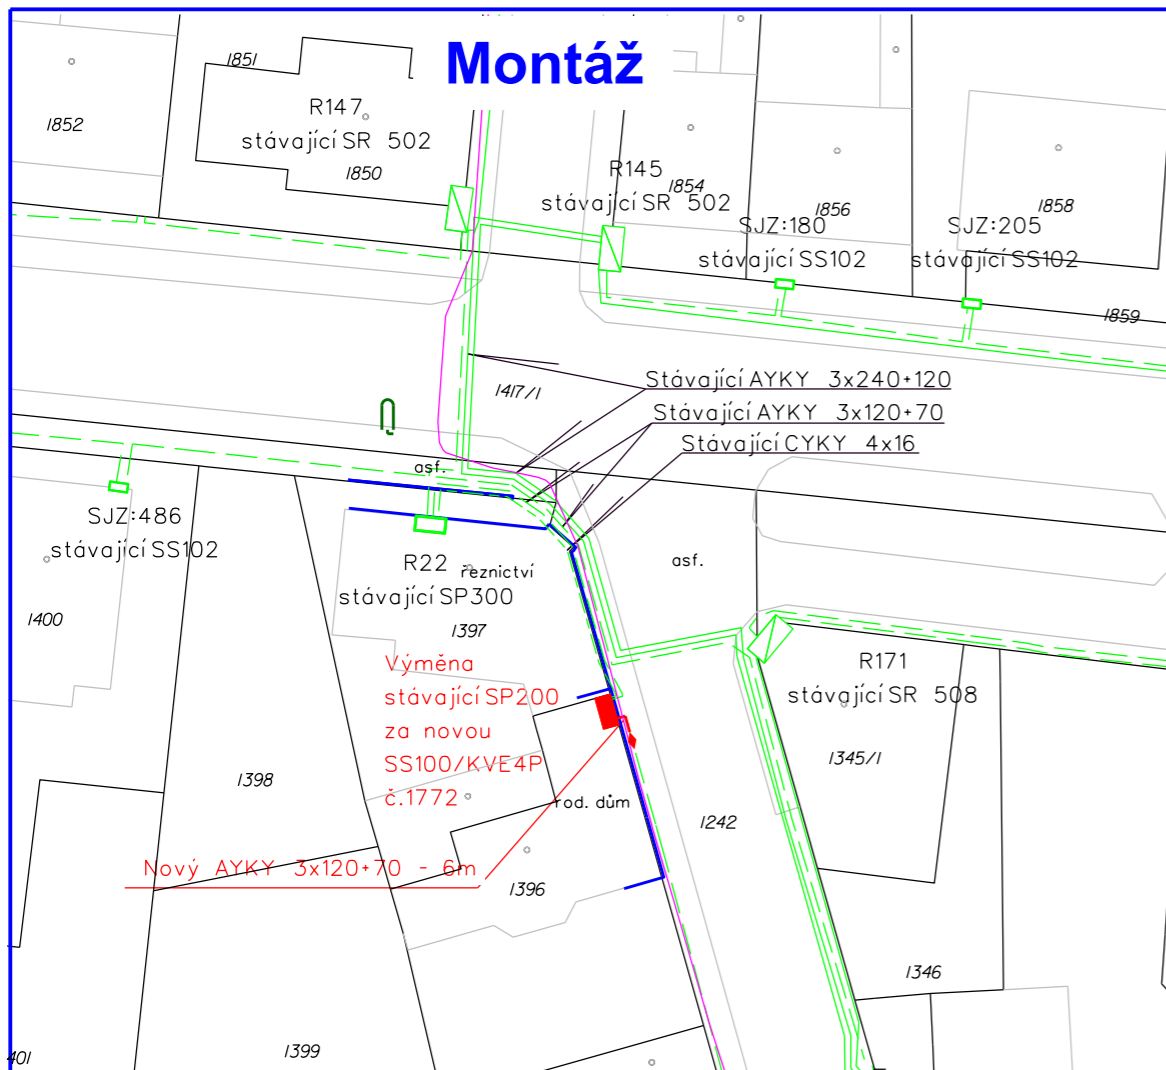 Montáž
1851
R147
stávající SR 502
1852
1850
R145
1854
stávající SR 502
1856
1858
SJZ:180
stávající SS102
SJZ:205
stávající SS102
1859
Stávající AYKY 3x240+120
1417/1
Stávající AYKY 3x120+70
Stávající CYKY 4x16
asf.
SJZ:486
stávající SS102
R22
řeznictví
stávající SP300
asf.
1400
1397
R171
stávající SR 508
Výměna
stávající SP200
za novou
SS100/KVE4P
č.1772
1345/1
1398
rod. dům
1242
Nový AYKY 3x120+70 - 6m
1396
1346
1399
401